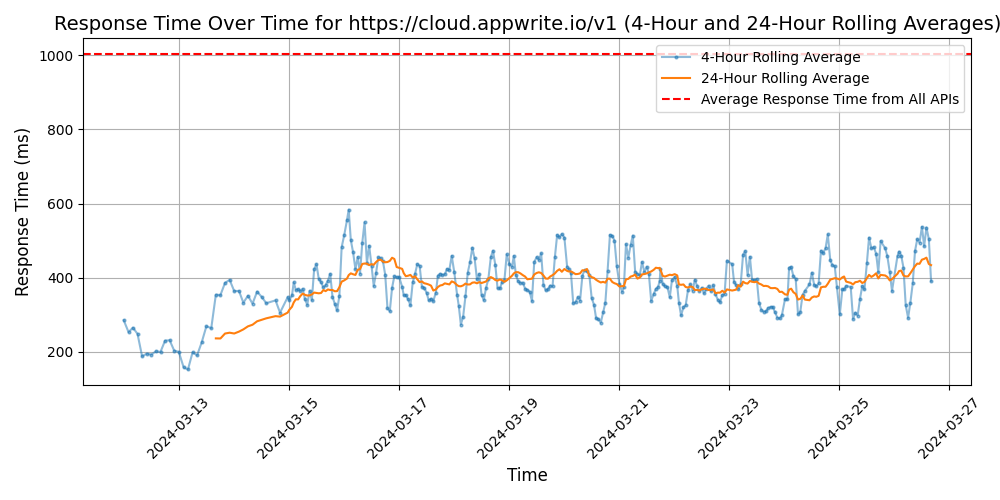 Response Time Over Time for https://cloud.appwrite.io/v1 (4-Hour and 24-Hour Rolling Averages)
4-Hour Rolling Average
24-Hour Rolling Average
Average Response Time from All APIs
Response Time (ms)
1000
800
600
400
200
2024-03-13
2024-03-15
2024-03-17
2024-03-19
2024-03-21
2024-03-23
2024-03-25
2024-03-27
Time